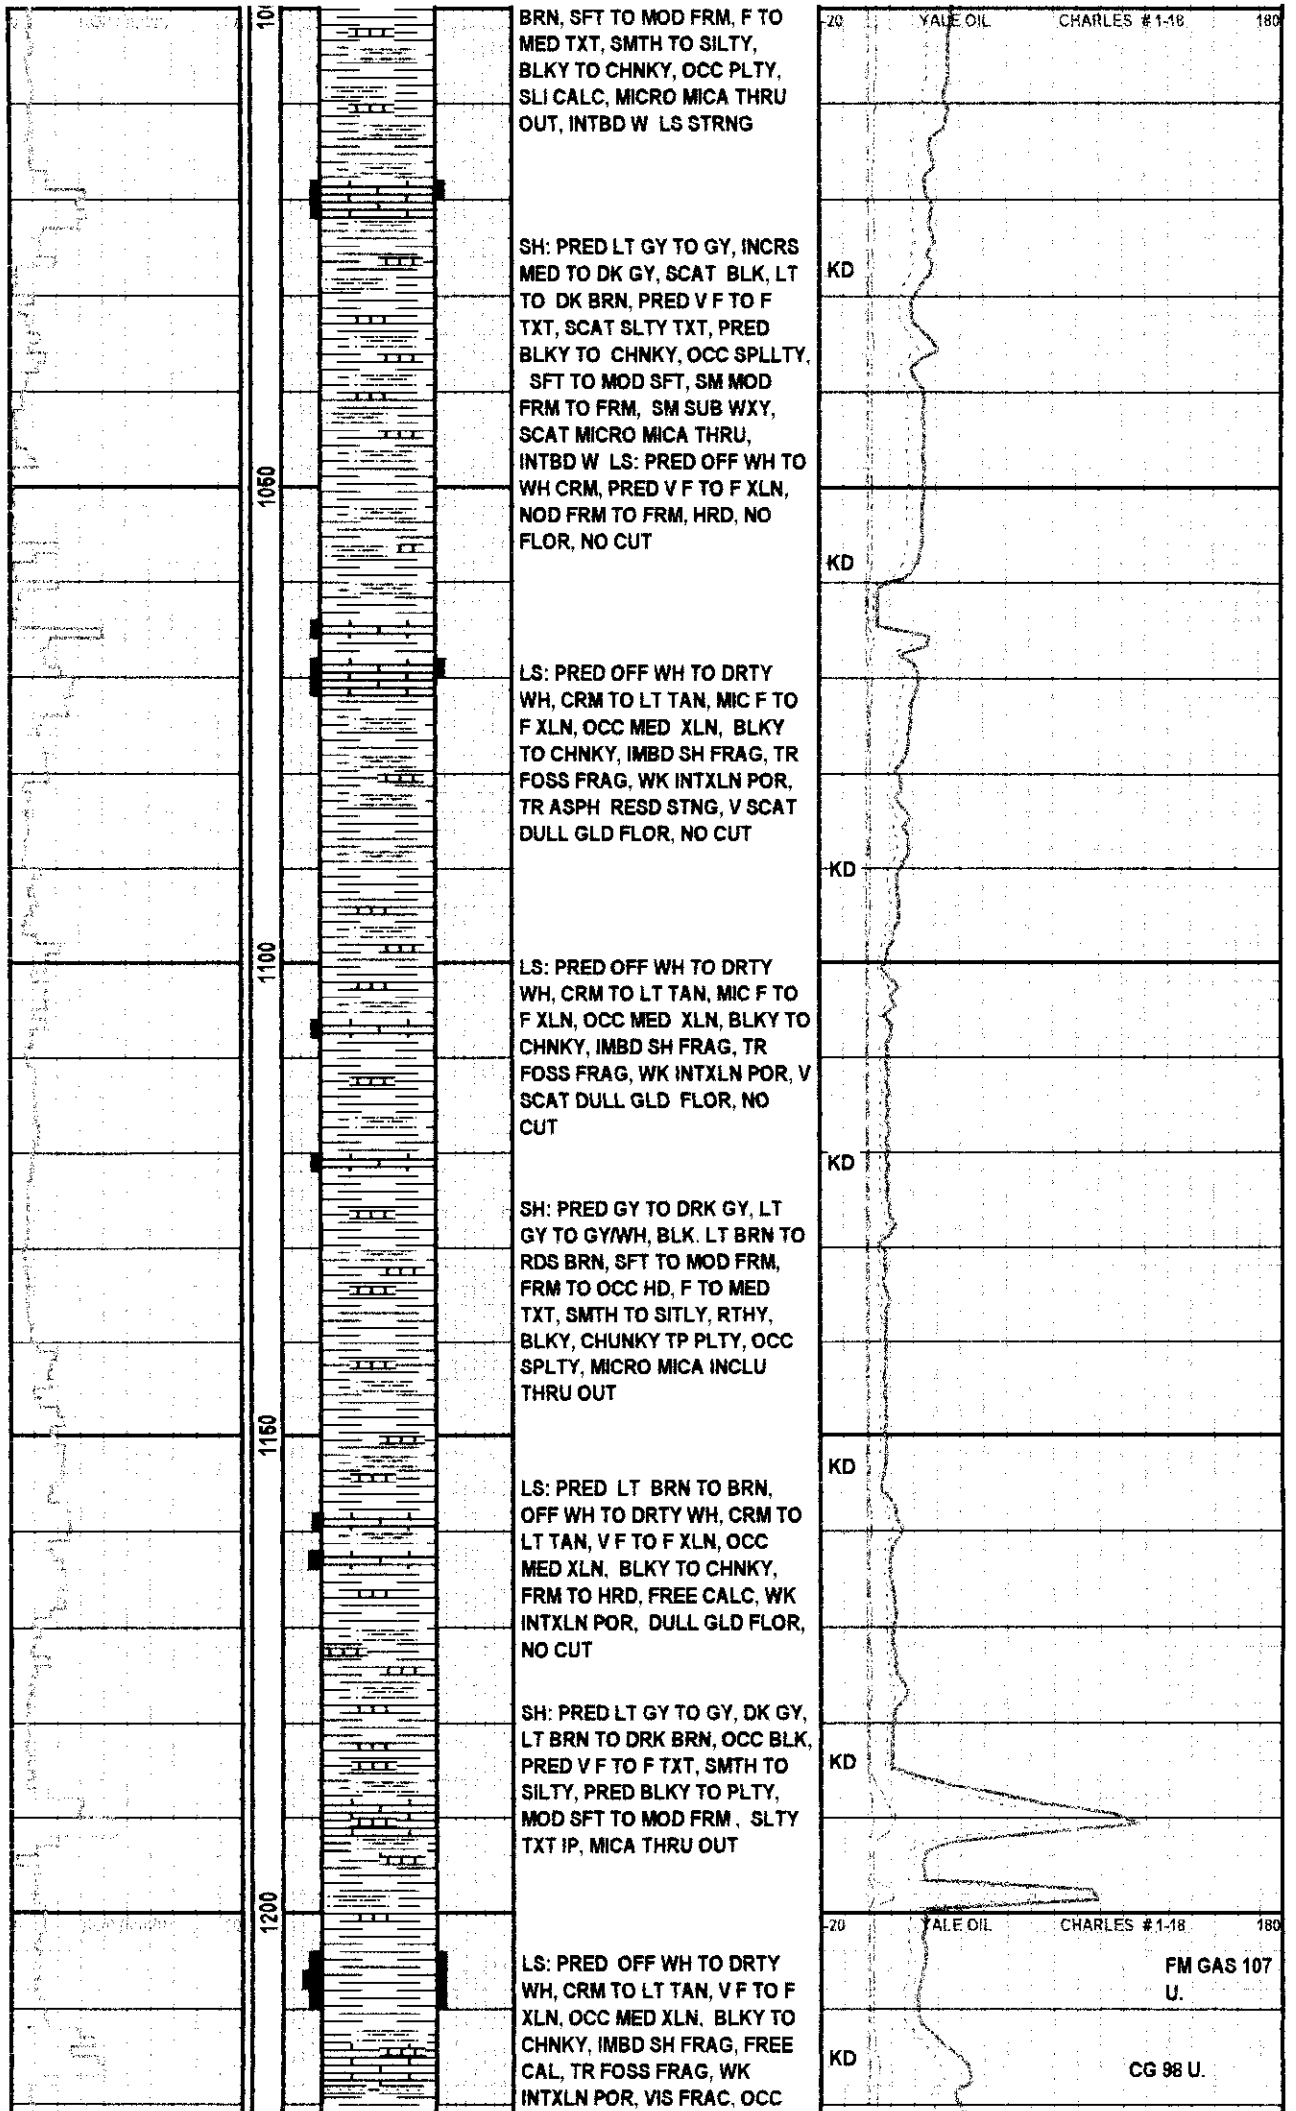 BRN, SFT TO MOD FRM, F TO
MED TXT, SMTH TO SILTY,
BLKY TO CHNKY, OCC PLTY,
SLI CALC, MICRO MICA THRU
OUT, INTBD W LS STRNG
-20 YALE OIL CHARLES # 1-18 180
SH: PRED LT GY TO GY, INCRS
MED TO DK GY, SCAT BLK, LT
TO DK BRN, PRED V F TO F
TXT, SCAT SLTY TXT, PRED
BLKY TO CHNKY, OCC SPLLTY,
SFT TO MOD SFT, SM MOD
FRM TO FRM, SM SUB WXY,
SCAT MICRO MICA THRU,
INTBD W LS: PRED OFF WH TO
WH CRM, PRED V F TO F XLN,
NOD FRM TO FRM, HRD, NO
FLOR, NO CUT
KD
1050
KD
LS: PRED OFF WH TO DRTY
WH, CRM TO LT TAN, MIC F TO
F XLN, OCC MED XLN, BLKY
TO CHNKY, IMBD SH FRAG, TR
FOSS FRAG, WK INTXLN POR,
TR ASPH RESD STNG, V SCAT
DULL GLD FLOR, NO CUT
KD
1100
LS: PRED OFF WH TO DRTY
WH, CRM TO LT TAN, MIC F TO
F XLN, OCC MED XLN, BLKY TO
CHNKY, IMBD SH FRAG, TR
FOSS FRAG, WK INTXLN POR, V
SCAT DULL GLD FLOR, NO
CUT
KD
SH: PRED GY TO DRK GY, LT
GY TO GY/WH, BLK. LT BRN TO
RDS BRN, SFT TO MOD FRM,
FRM TO OCC HD, F TO MED
TXT, SMTH TO SITLY, RTHY,
BLKY, CHUNKY TP PLTY, OCC
SPLTY, MICRO MICA INCLU
THRU OUT
1150
KD
LS: PRED LT BRN TO BRN,
OFF WH TO DRTY WH, CRM TO
LT TAN, V F TO F XLN, OCC
MED XLN, BLKY TO CHNKY,
FRM TO HRD, FREE CALC, WK
INTXLN POR, DULL GLD FLOR,
NO CUT
SH: PRED LT GY TO GY, DK GY,
LT BRN TO DRK BRN, OCC BLK,
PRED V F TO F TXT, SMTH TO
SILTY, PRED BLKY TO PLTY,
MOD SFT TO MOD FRM , SLTY
TXT IP, MICA THRU OUT
KD
1200
-20 YALE OIL CHARLES # 1-18 180
LS: PRED OFF WH TO DRTY
WH, CRM TO LT TAN, V F TO F
XLN, OCC MED XLN, BLKY TO
CHNKY, IMBD SH FRAG, FREE
CAL, TR FOSS FRAG, WK
INTXLN POR, VIS FRAC, OCC
FM GAS 107
U.
KD
CG 98 U.